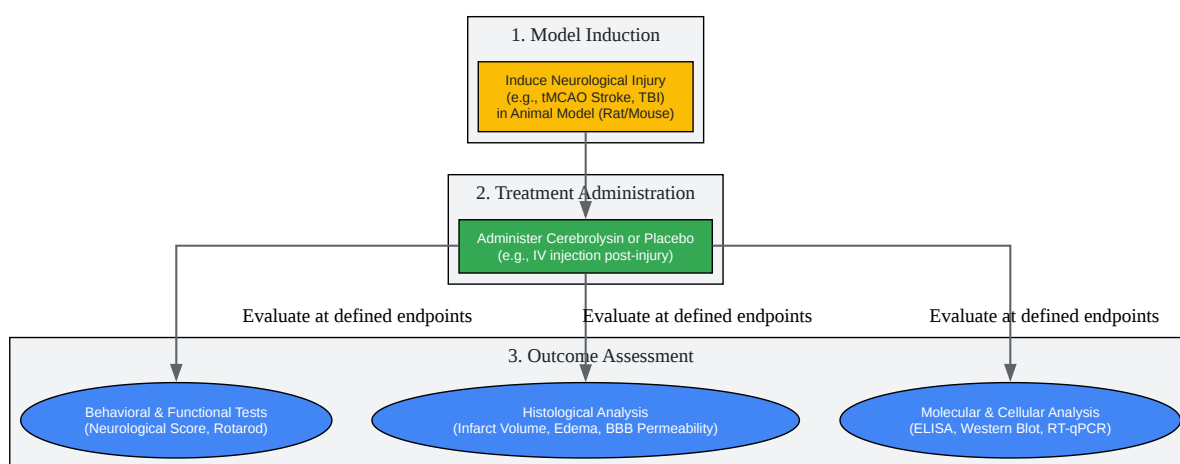 1. Model Induction
Induce Neurological Injury
(e.g., tMCAO Stroke, TBI)
in Animal Model (Rat/Mouse)
2. Treatment Administration
Administer Cerebrolysin or Placebo
(e.g., IV injection post-injury)
Evaluate at defined endpoints
Evaluate at defined endpoints
Evaluate at defined endpoints
3. Outcome Assessment
Behavioral & Functional Tests
(Neurological Score, Rotarod)
Histological Analysis
(Infarct Volume, Edema, BBB Permeability)
Molecular & Cellular Analysis
(ELISA, Western Blot, RT-qPCR)